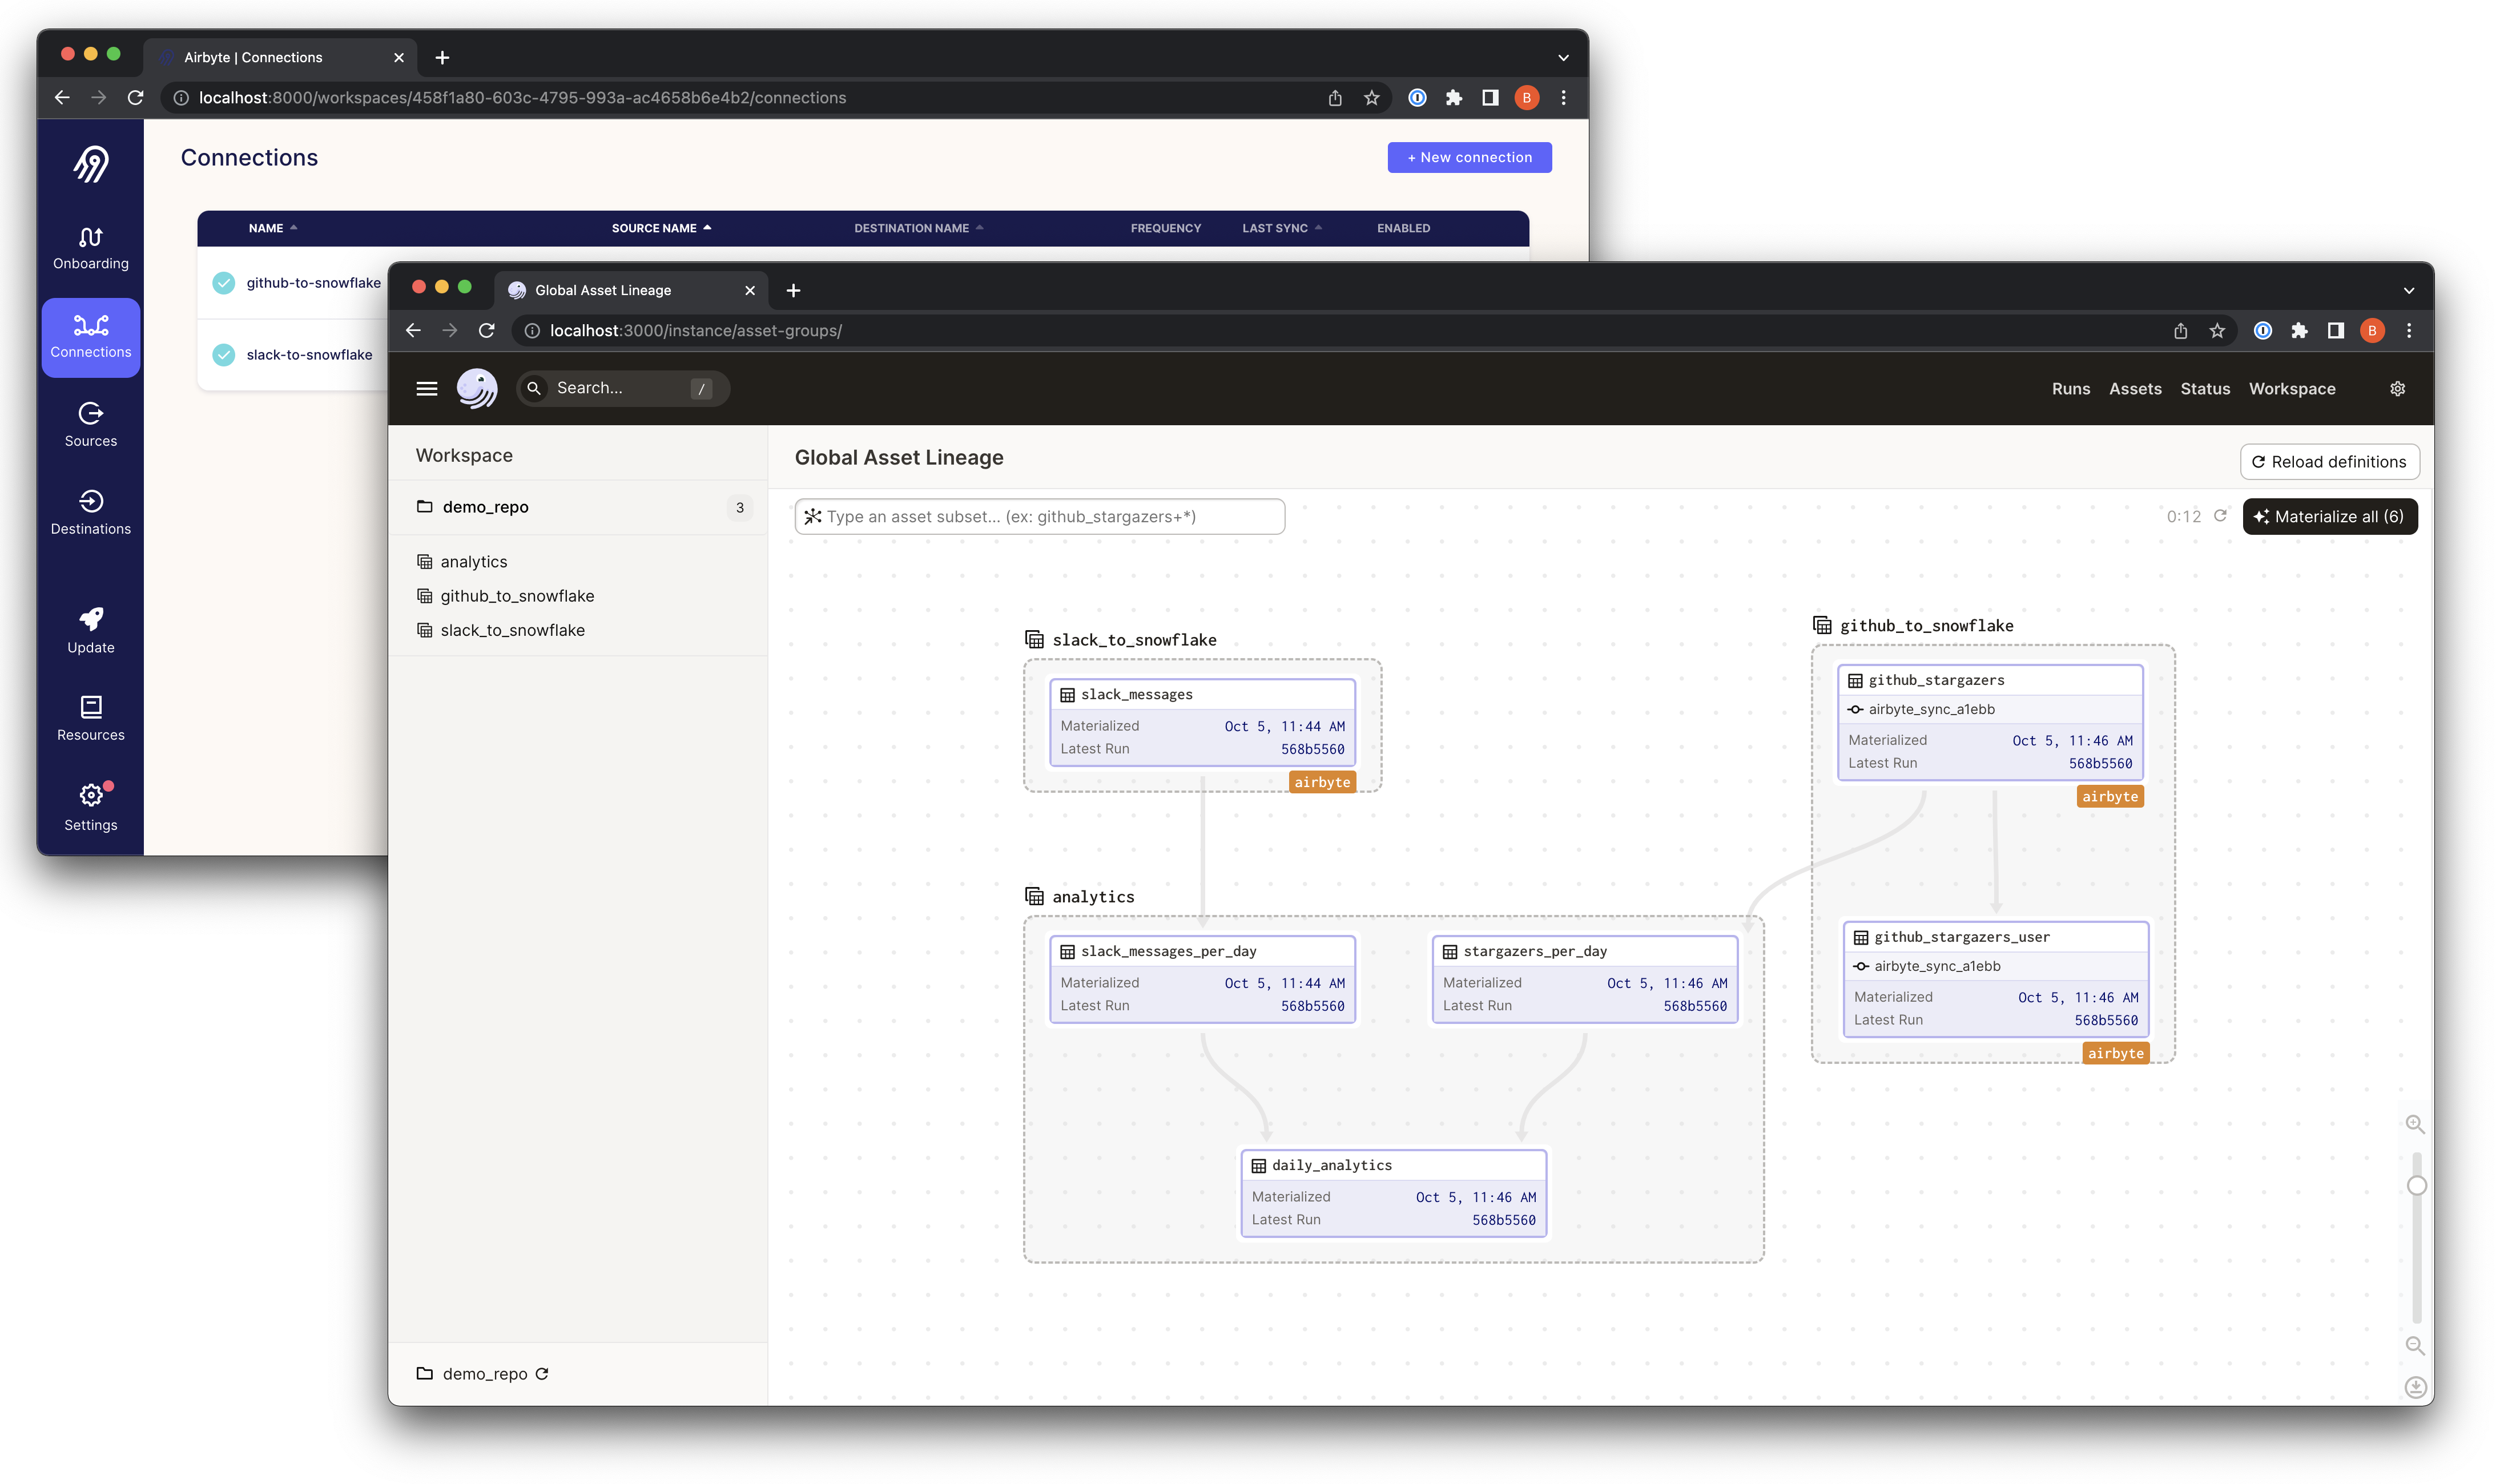 Airbyte | Connections
localhost:8000/workspaces/458f1a80-603c-4795-993a-ac4658b6e4b2/connections
B
Onboarding
Connections
Sources
Destinations
Update
Resources
Settings
Connections
+ New connection
NAME SOURCE NAME DESTINATION NAME FREQUENCY LAST SYNC ENABLED
github-to-snowflake
slack-to-snowflake
Global Asset Lineage
localhost:3000/instance/asset-groups/
B
Search... /
Runs Assets Status Workspace
Workspace
demo_repo 3
analytics
github_to_snowflake
slack_to_snowflake
demo_repo
Global Asset Lineage
Reload definitions
Type an asset subset... (ex: github_stargazers+*)
0:12
Materialize all (6)
slack_to_snowflake
slack_messages
Materialized Oct 5, 11:44 AM
Latest Run 568b5560
airbyte
github_to_snowflake
github_stargazers
airbyte_sync_a1ebb
Materialized Oct 5, 11:46 AM
Latest Run 568b5560
airbyte
analytics
slack_messages_per_day
Materialized Oct 5, 11:44 AM
Latest Run 568b5560
stargazers_per_day
Materialized Oct 5, 11:46 AM
Latest Run 568b5560
github_stargazers_user
airbyte_sync_a1ebb
Materialized Oct 5, 11:46 AM
Latest Run 568b5560
airbyte
daily_analytics
Materialized Oct 5, 11:46 AM
Latest Run 568b5560